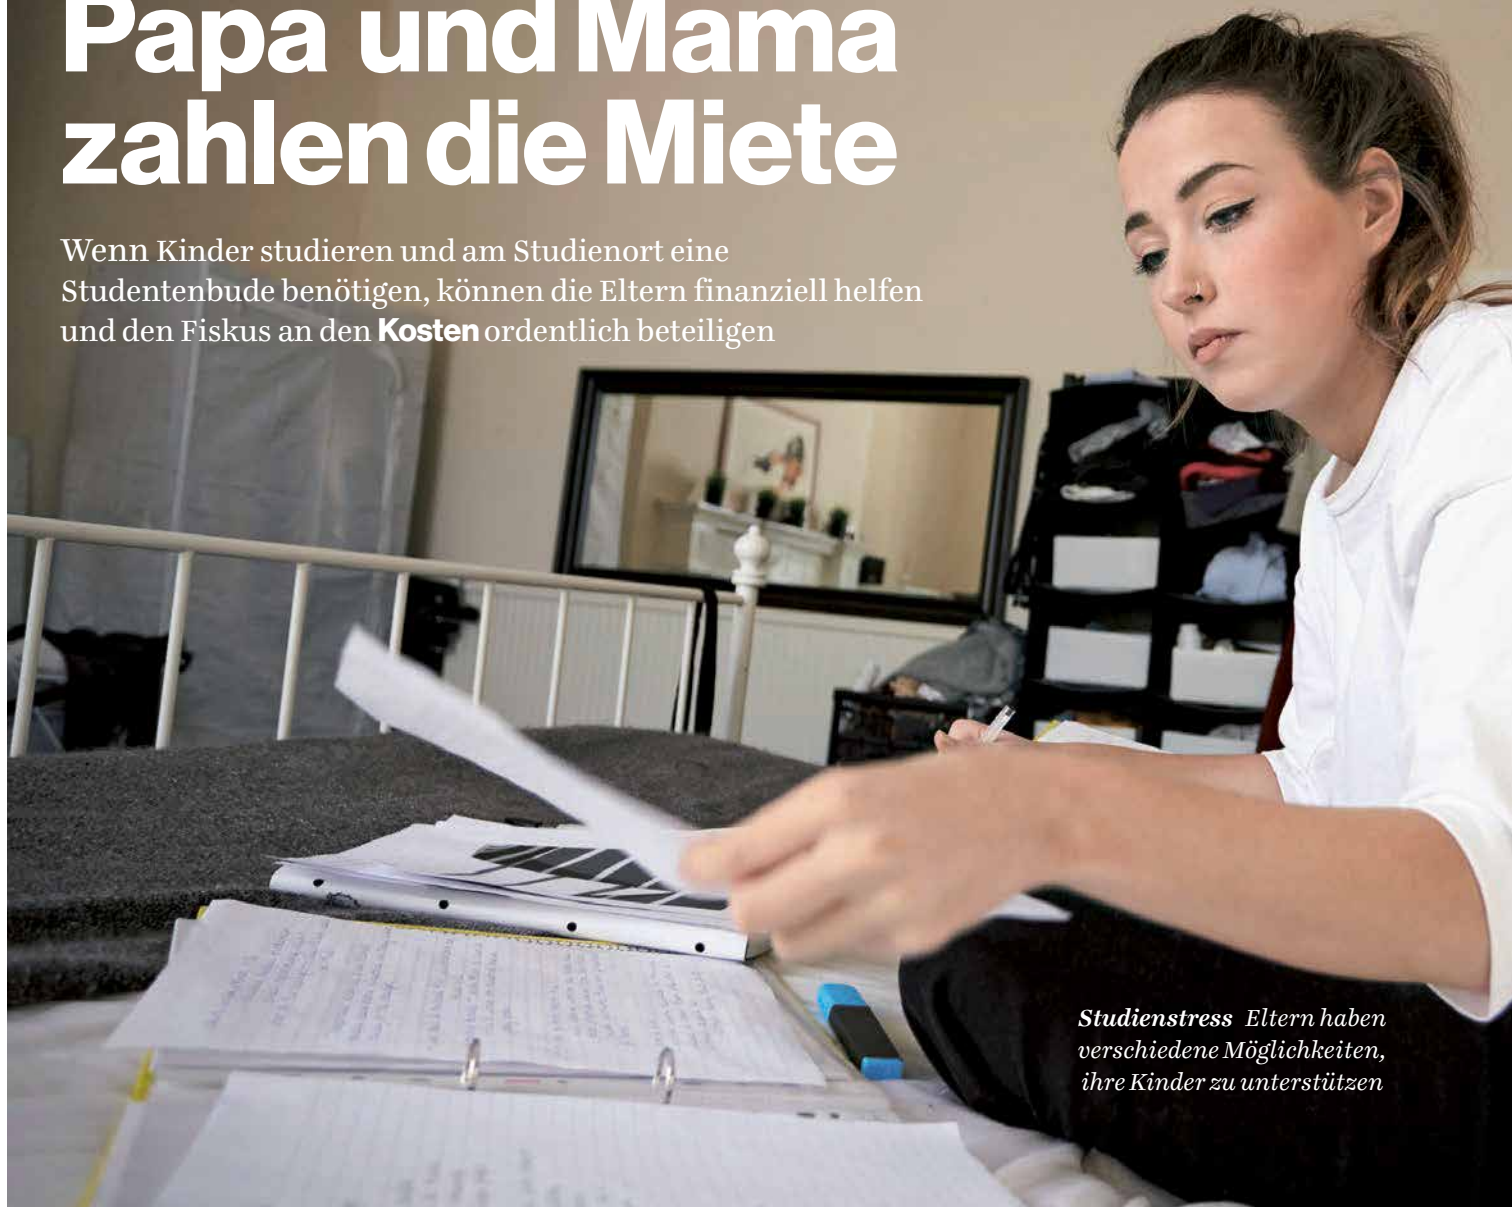 Papa und Mama
zahlen die Miete
Wenn Kinder studieren und am Studienort eine
Studentenbude benötigen, können die Eltern finanziell helfen
und den Fiskus an den Kosten ordentlich beteiligen
Studienstress Eltern haben
verschiedene Möglichkeiten,
ihre Kinder zu unterstützen